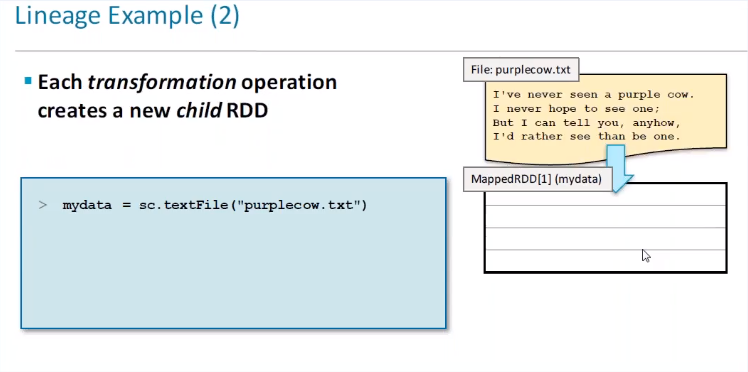 Lineage Example (2)
Each transformation operation
creates a new child RDD
> mydata = sc.textFile("purplecow.txt")
File: purplecow.txt
I've never seen a purple cow.
I never hope to see one;
But I can tell you, anyhow,
I'd rather see than be one.
MappedRDD[1] (mydata)